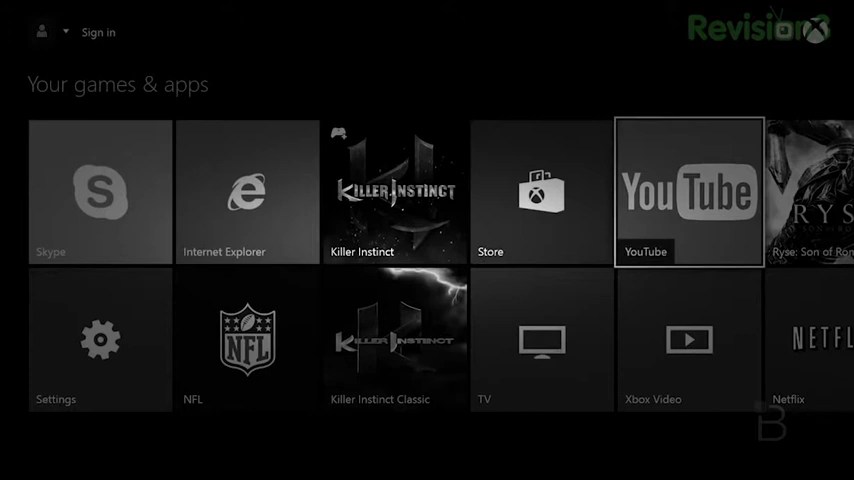 Sign in
Revision3
Your games & apps
S
Skype
e
Internet Explorer
KILLER INSTINCT
Killer Instinct
Store
YouTube
YouTube
RYS
Ryse: Son of Rom
Settings
NFL
NFL
KILLER INSTINCT
Killer Instinct Classic
TV
Xbox Video
NETFL
Netflix
B